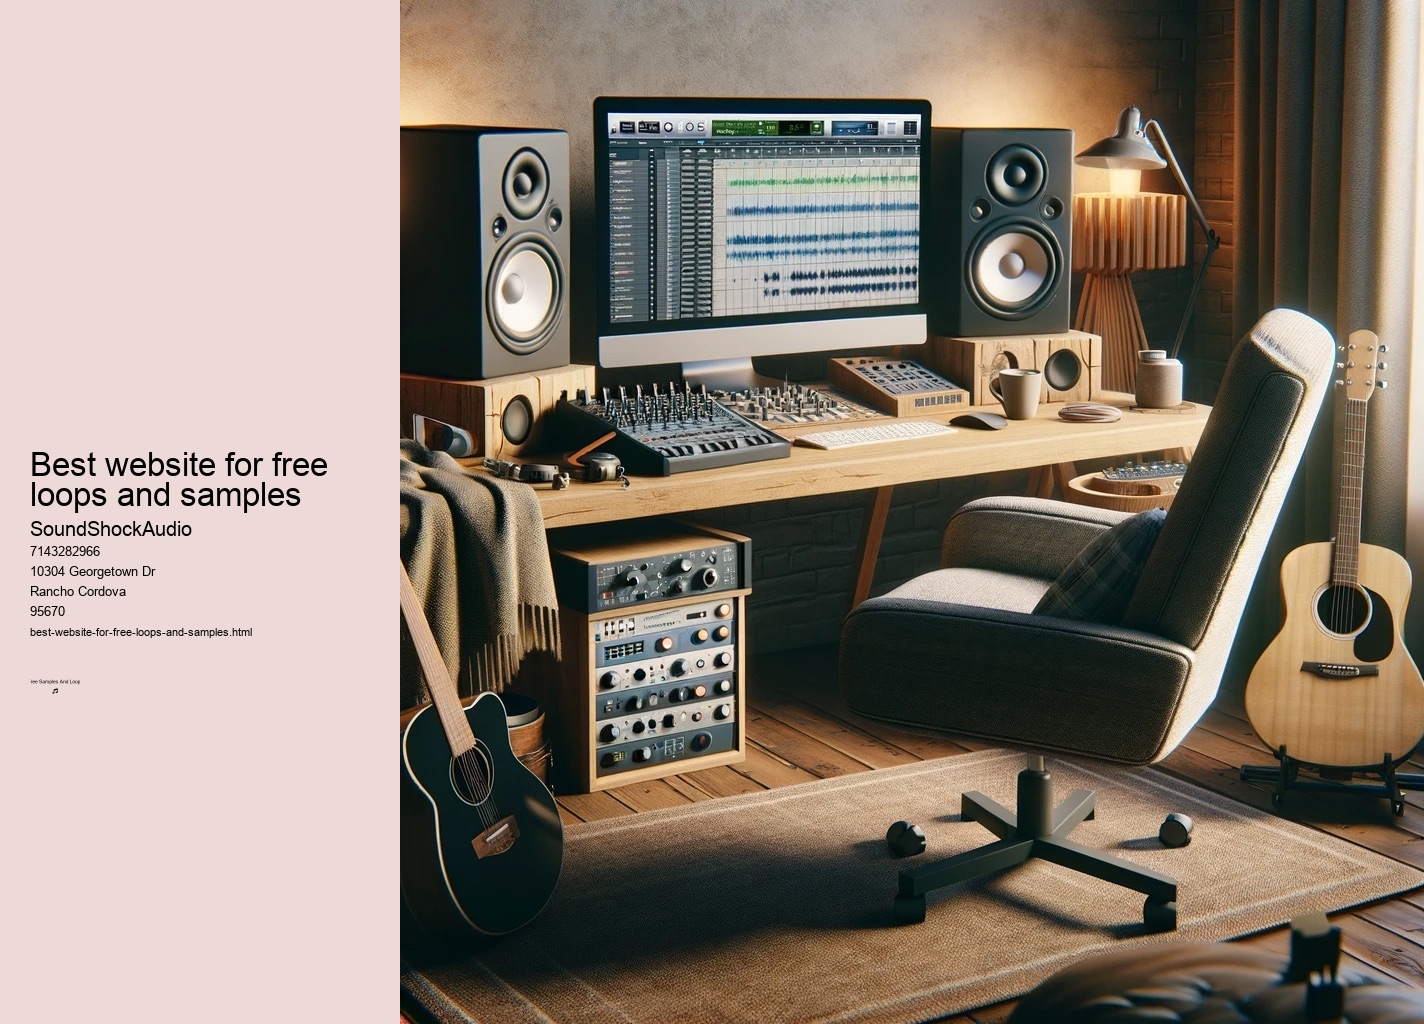 Best website for free
loops and samples
SoundShockAudio
7143282966
10304 Georgetown Dr
Rancho Cordova
95670
best-website-for-free-loops-and-samples.html
ree Samples And Loop